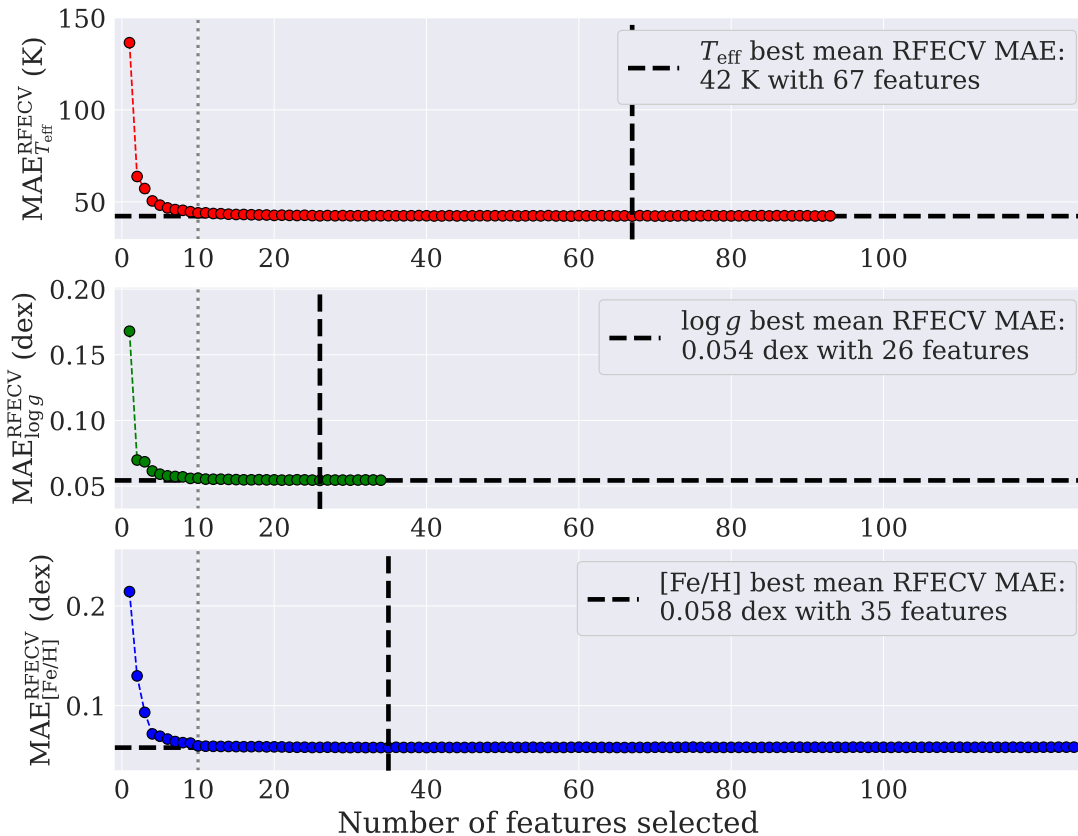 150
100
50
MAE^RFECV_T_eff (K)
T_eff best mean RFECV MAE:
42 K with 67 features
0 10 20 40 60 80 100
0.20
0.15
0.10
0.05
MAE^RFECV_log g (dex)
log g best mean RFECV MAE:
0.054 dex with 26 features
0 10 20 40 60 80 100
0.2
0.1
MAE^RFECV_[Fe/H] (dex)
[Fe/H] best mean RFECV MAE:
0.058 dex with 35 features
0 10 20 40 60 80 100
Number of features selected